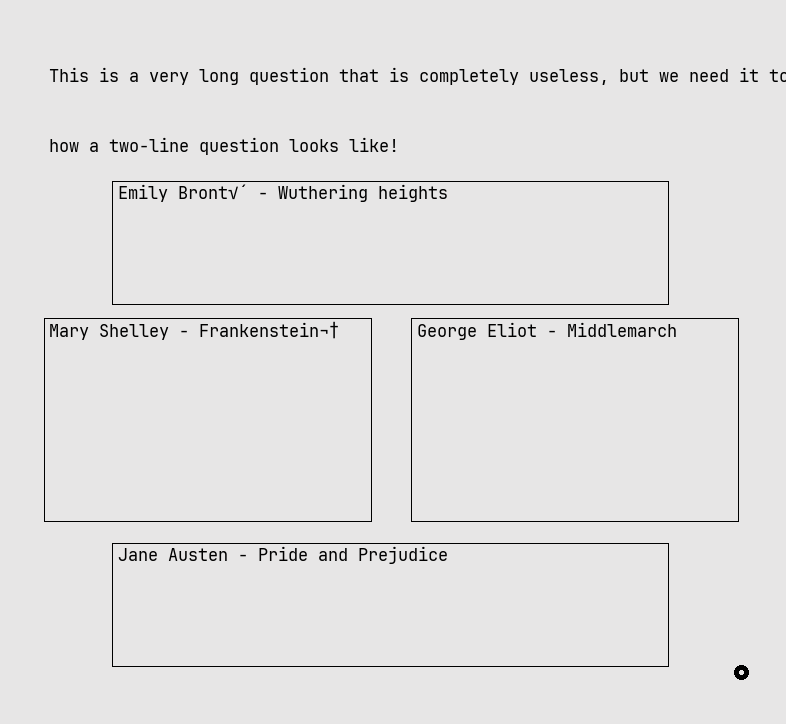 This is a very long question that is completely useless, but we need it to
how a two-line question looks like!
Emily Bront√´ - Wuthering heights
Mary Shelley - Frankenstein¬†
George Eliot - Middlemarch
Jane Austen - Pride and Prejudice